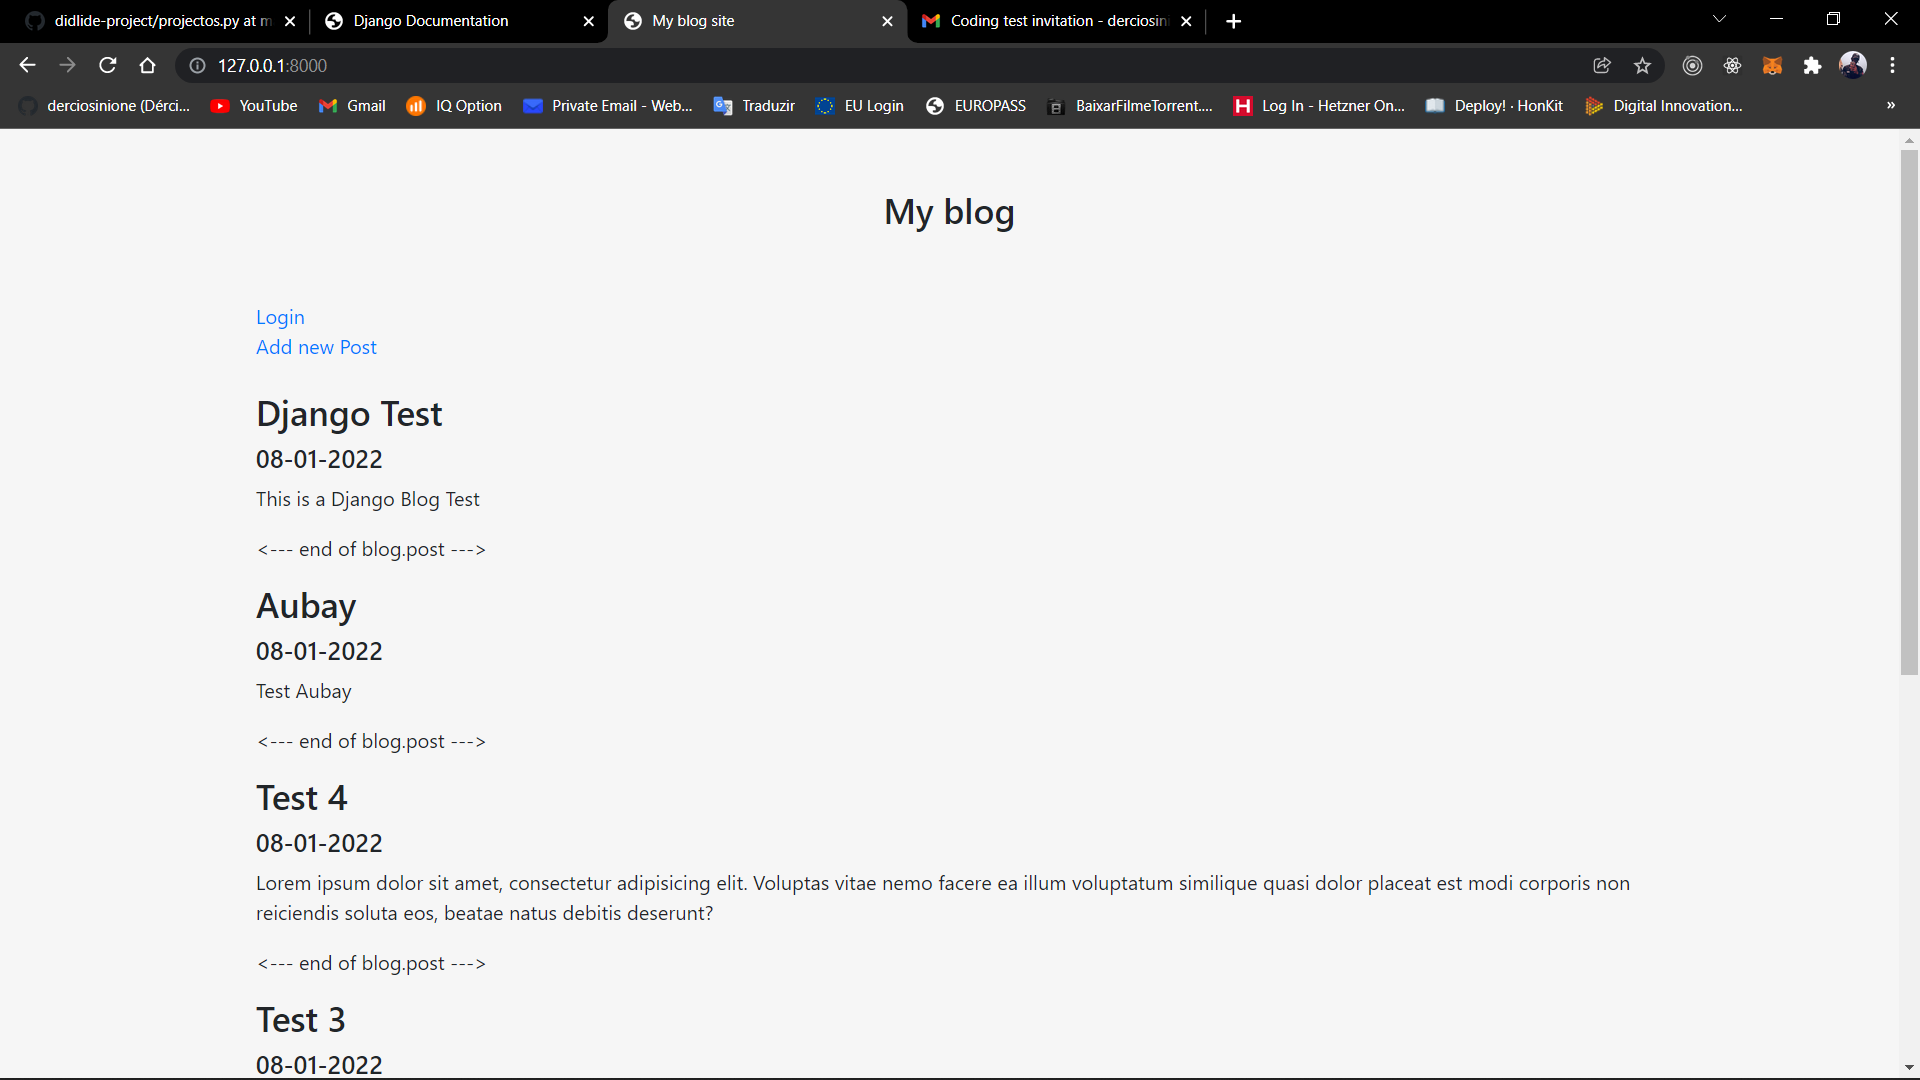 didlide-project/projectos.py at m
Django Documentation
My blog site
Coding test invitation - derciosini
127.0.0.1:8000
derciosinione (Dérci...
YouTube
Gmail
IQ Option
Private Email - Web...
Traduzir
EU Login
EUROPASS
BaixarFilmeTorrent....
Log In - Hetzner On...
Deploy! · HonKit
Digital Innovation...
»
My blog
Login
Add new Post
Django Test
08-01-2022
This is a Django Blog Test
<--- end of blog.post --->
Aubay
08-01-2022
Test Aubay
<--- end of blog.post --->
Test 4
08-01-2022
Lorem ipsum dolor sit amet, consectetur adipisicing elit. Voluptas vitae nemo facere ea illum voluptatum similique quasi dolor placeat est modi corporis non
reiciendis soluta eos, beatae natus debitis deserunt?
<--- end of blog.post --->
Test 3
08-01-2022